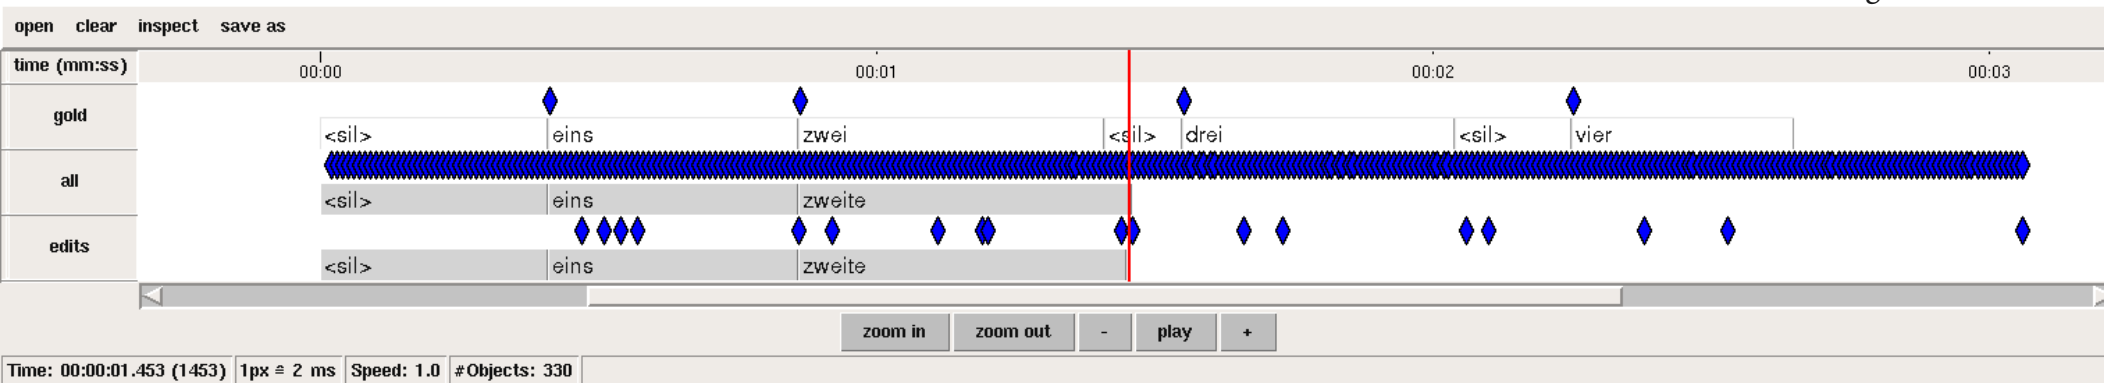 g
open clear inspect save as
time (mm:ss) 00:00 00:01 00:02 00:03
gold
<sil> eins zwei <sil> drei <sil> vier
all
<sil> eins zweite
edits
<sil> eins zweite
zoom in zoom out - play +
Time: 00:00:01.453 (1453) 1px ≙ 2 ms Speed: 1.0 #Objects: 330